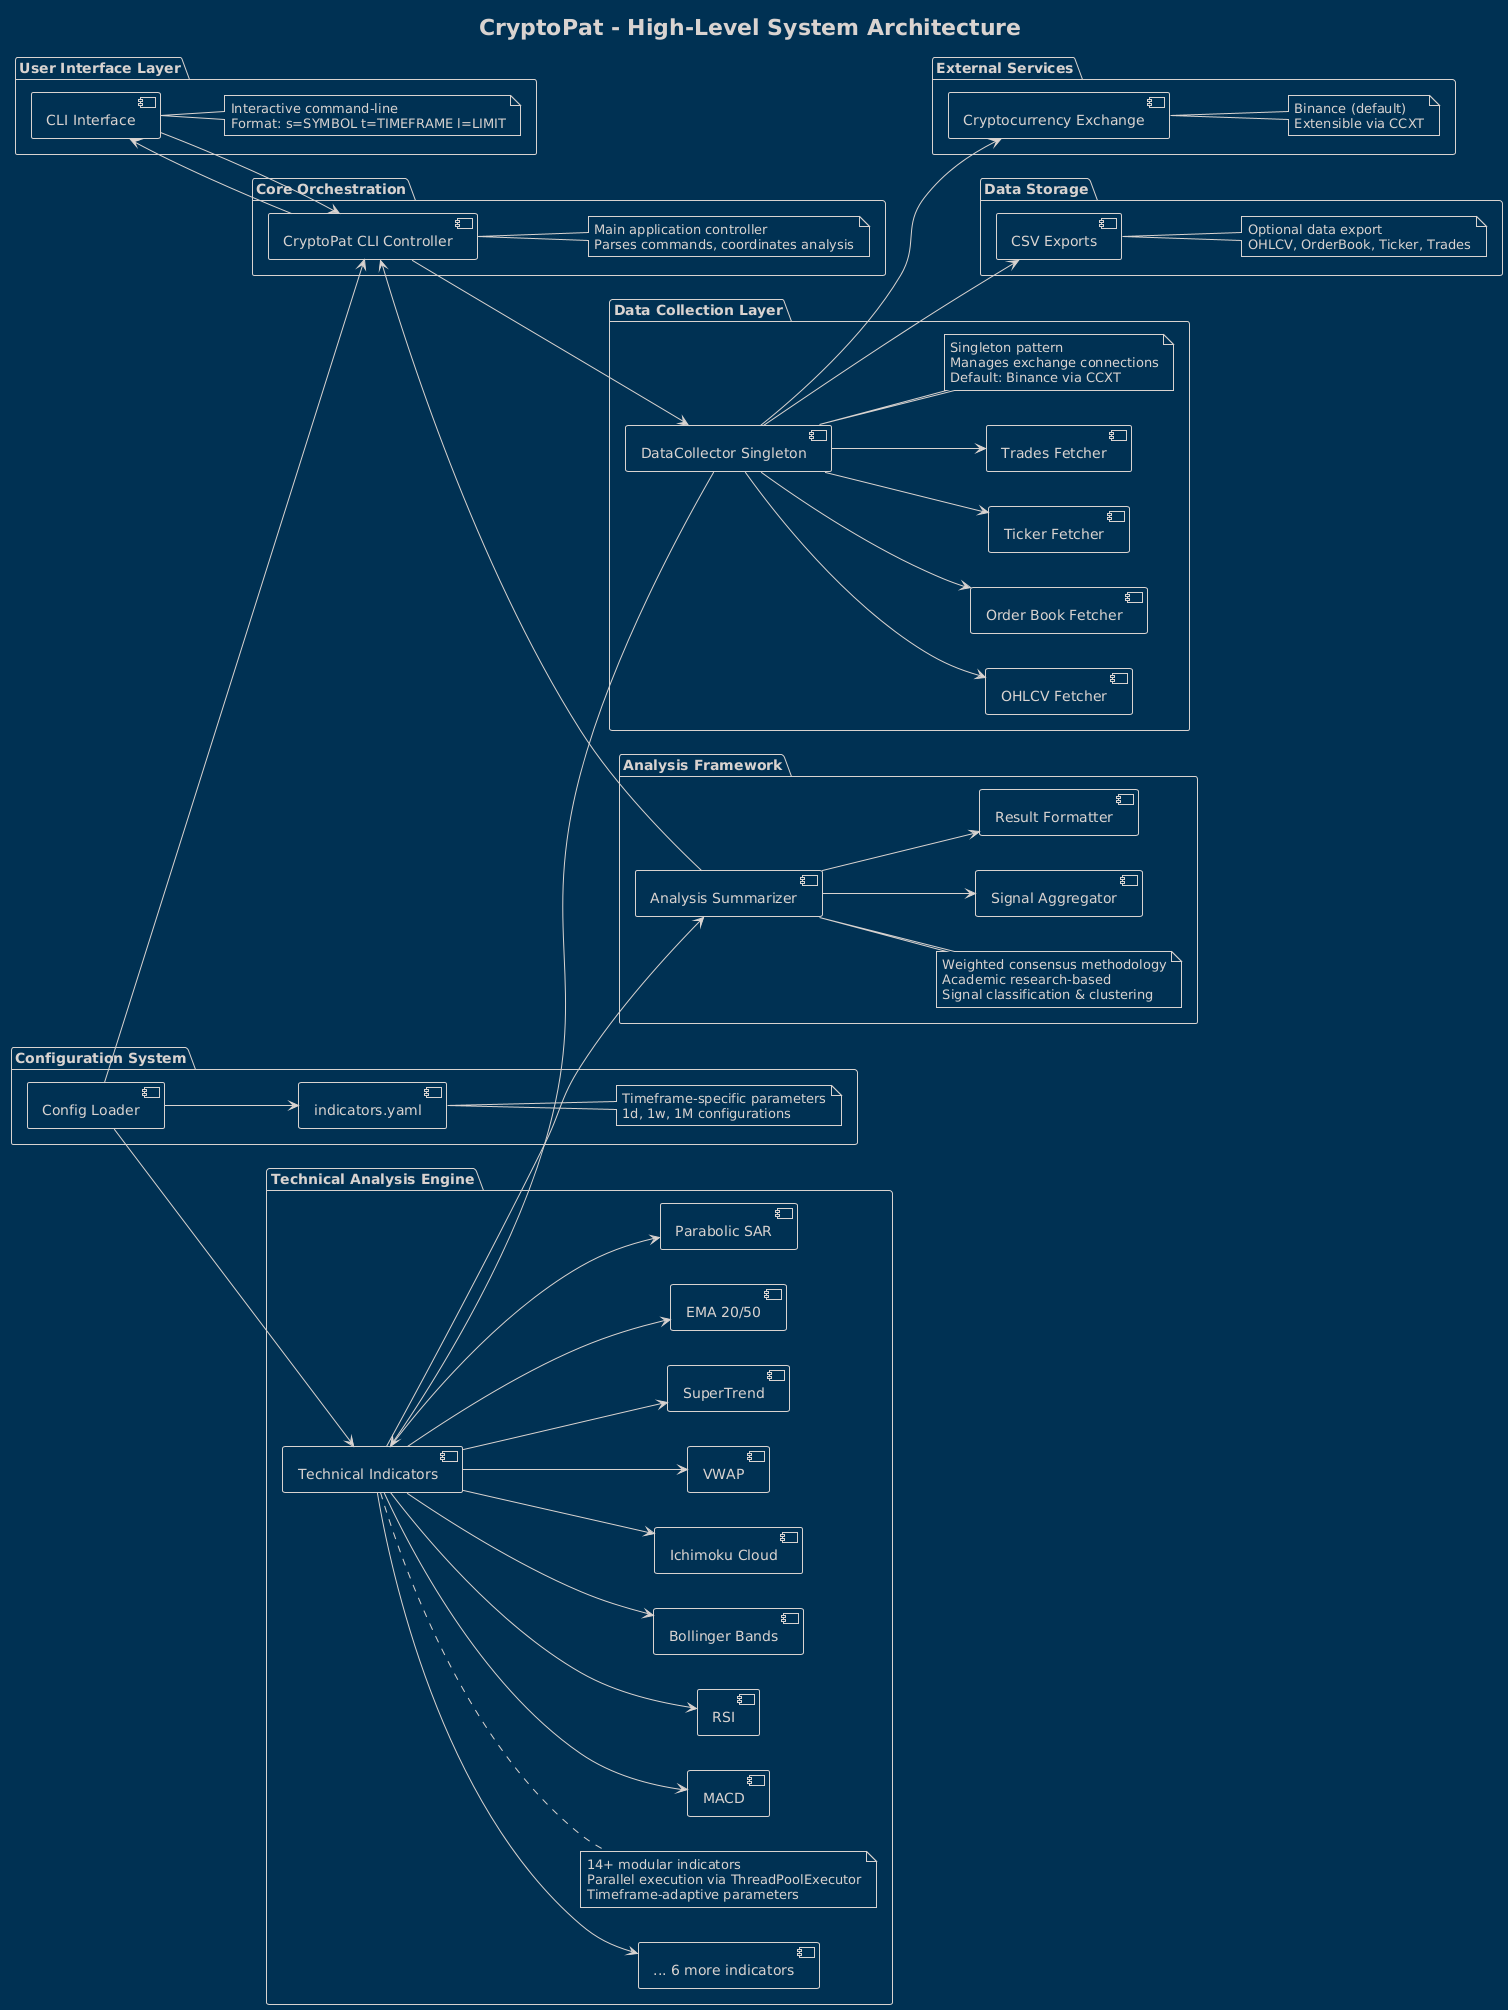 CryptoPat - High-Level System Architecture
User Interface Layer
CLI Interface
Interactive command-line
Format: s=SYMBOL t=TIMEFRAME l=LIMIT
External Services
Cryptocurrency Exchange
Binance (default)
Extensible via CCXT
Core Orchestration
CryptoPat CLI Controller
Main application controller
Parses commands, coordinates analysis
Data Storage
CSV Exports
Optional data export
OHLCV, OrderBook, Ticker, Trades
Data Collection Layer
Singleton pattern
Manages exchange connections
Default: Binance via CCXT
DataCollector Singleton
Trades Fetcher
Ticker Fetcher
Order Book Fetcher
OHLCV Fetcher
Analysis Framework
Result Formatter
Analysis Summarizer
Signal Aggregator
Weighted consensus methodology
Academic research-based
Signal classification & clustering
Configuration System
Config Loader
indicators.yaml
Timeframe-specific parameters
1d, 1w, 1M configurations
Technical Analysis Engine
Parabolic SAR
EMA 20/50
SuperTrend
Technical Indicators
VWAP
Ichimoku Cloud
Bollinger Bands
RSI
MACD
14+ modular indicators
Parallel execution via ThreadPoolExecutor
Timeframe-adaptive parameters
... 6 more indicators